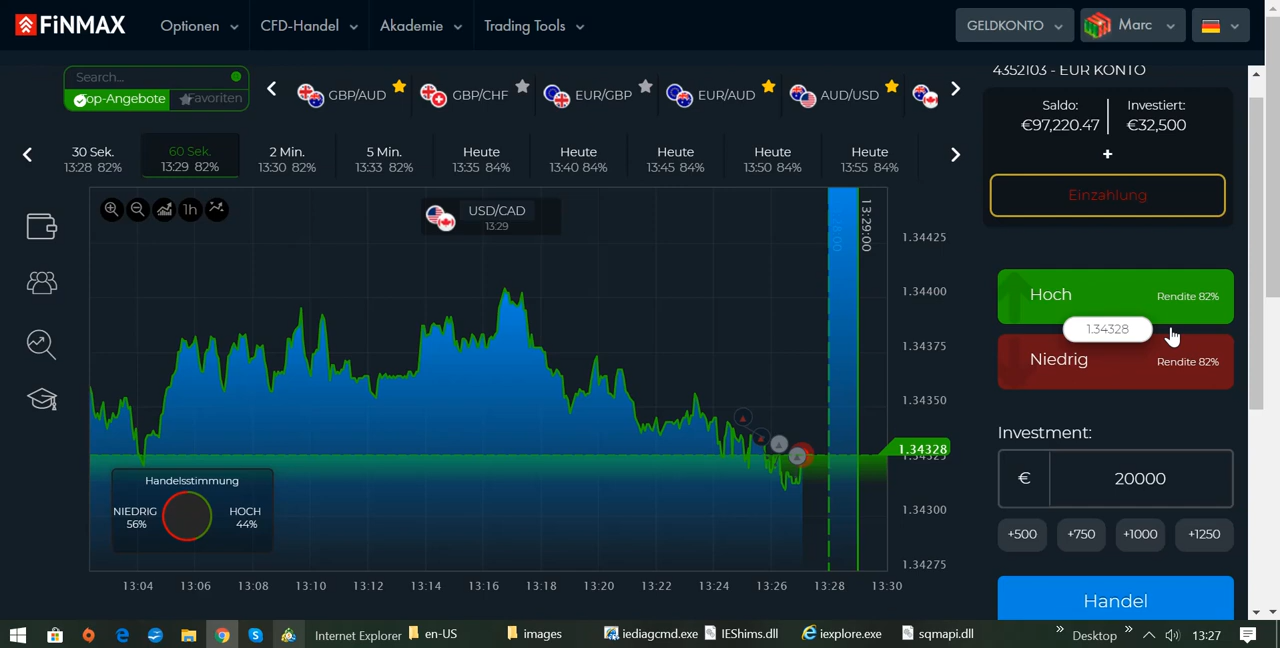 FiNMAX
Optionen
CFD-Handel
Akademie
Trading Tools
GELDKONTO
Marc
Search...
Top-Angebote
Favoriten
GBP/AUD
GBP/CHF
EUR/GBP
EUR/AUD
AUD/USD
4352103 - EUR KONTO
Saldo:
€97,220.47
Investiert:
€32,500
+
Einzahlung
30 Sek.
13:28 82%
60 Sek.
13:29 82%
2 Min.
13:30 82%
5 Min.
13:33 82%
Heute
13:35 84%
Heute
13:40 84%
Heute
13:45 84%
Heute
13:50 84%
Heute
13:55 84%
1h
USD/CAD
13:29
13:29:00
1.34425
1.34400
1.34375
1.34350
1.34328
1.34325
1.34300
1.34275
Handelsstimmung
NIEDRIG
56%
HOCH
44%
13:04
13:06
13:08
13:10
13:12
13:14
13:16
13:18
13:20
13:22
13:24
13:26
13:28
13:30
Hoch
Rendite 82%
1.34328
Niedrig
Rendite 82%
Investment:
€
20000
+500
+750
+1000
+1250
Handel
Internet Explorer
en-US
images
iediagcmd.exe
IEShims.dll
iexplore.exe
sqmapi.dll
Desktop
13:27